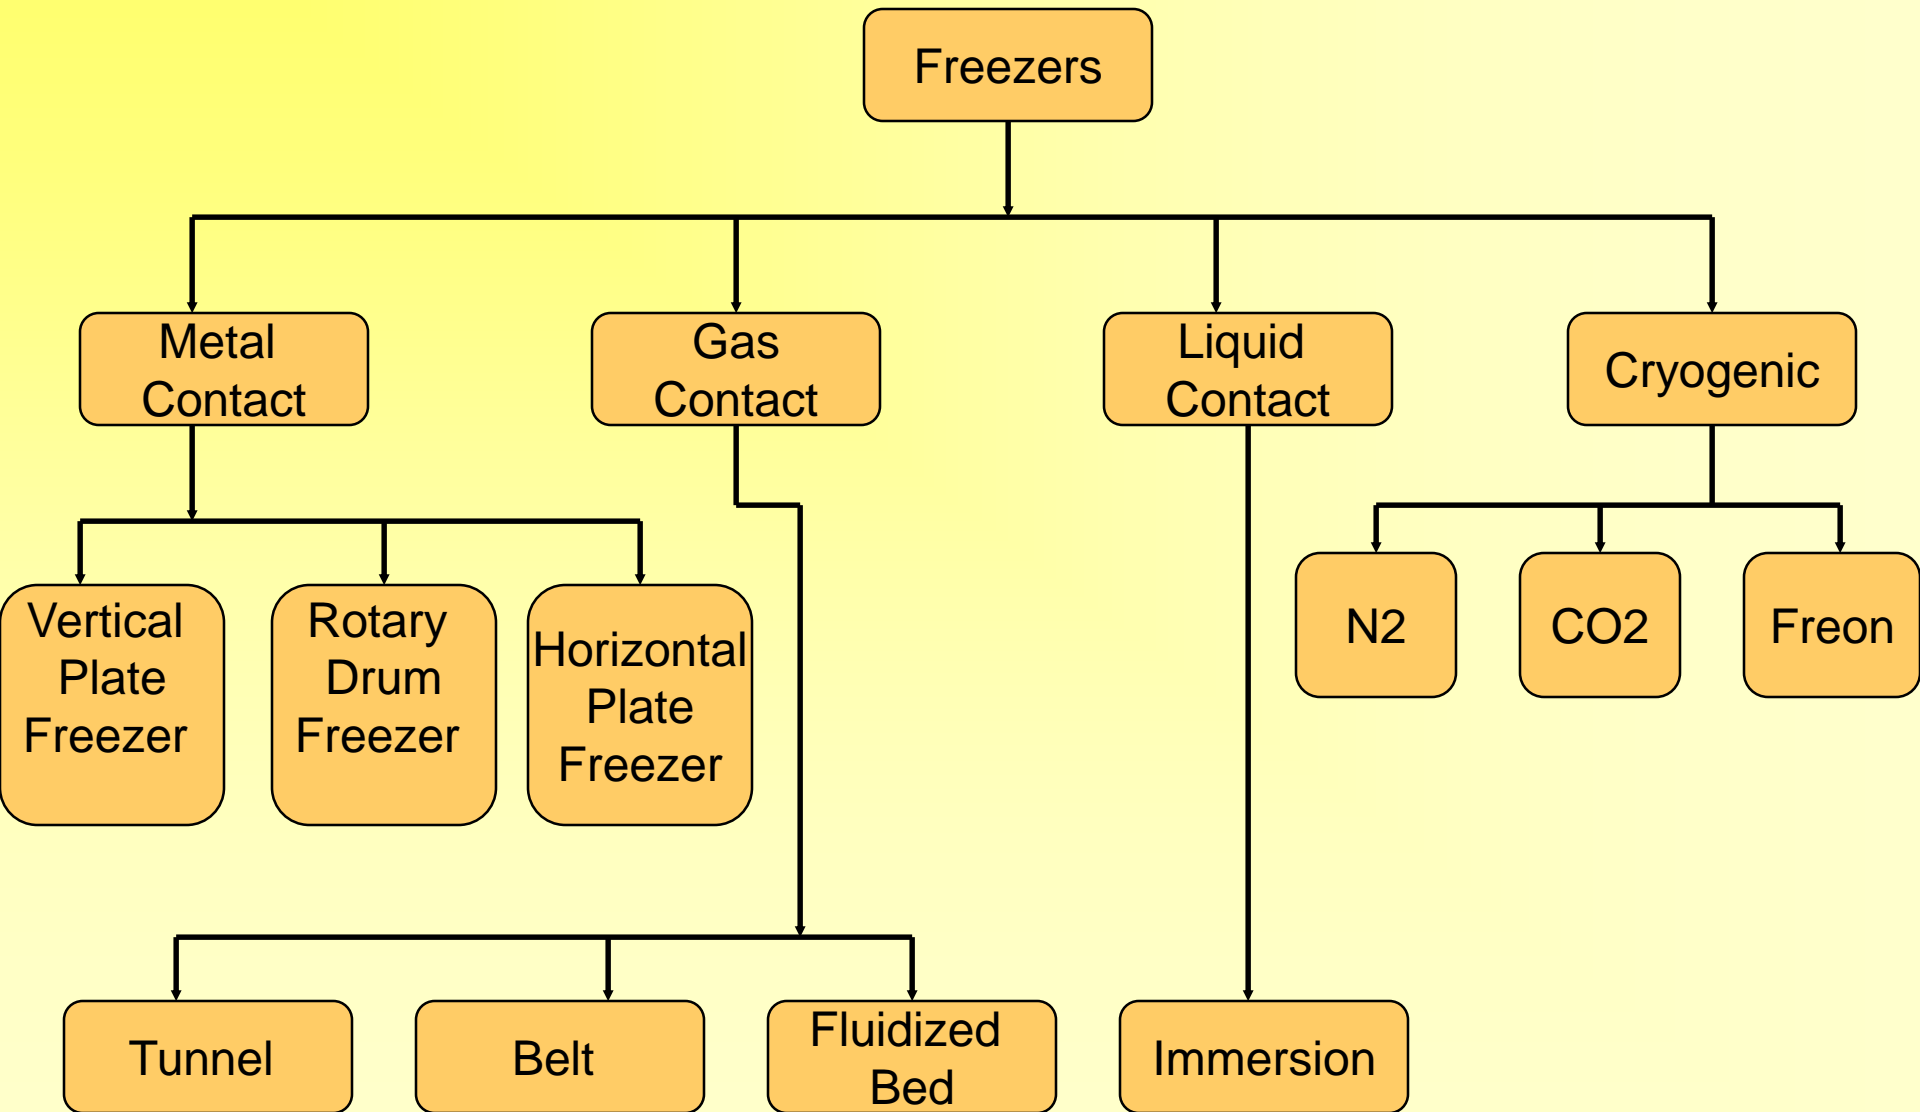 Freezers
Metal
Contact
Gas
Contact
Liquid
Contact
Cryogenic
Vertical
Plate
Freezer
Rotary
Drum
Freezer
Horizontal
Plate
Freezer
N2
CO2
Freon
Tunnel
Belt
Fluidized
Bed
Immersion